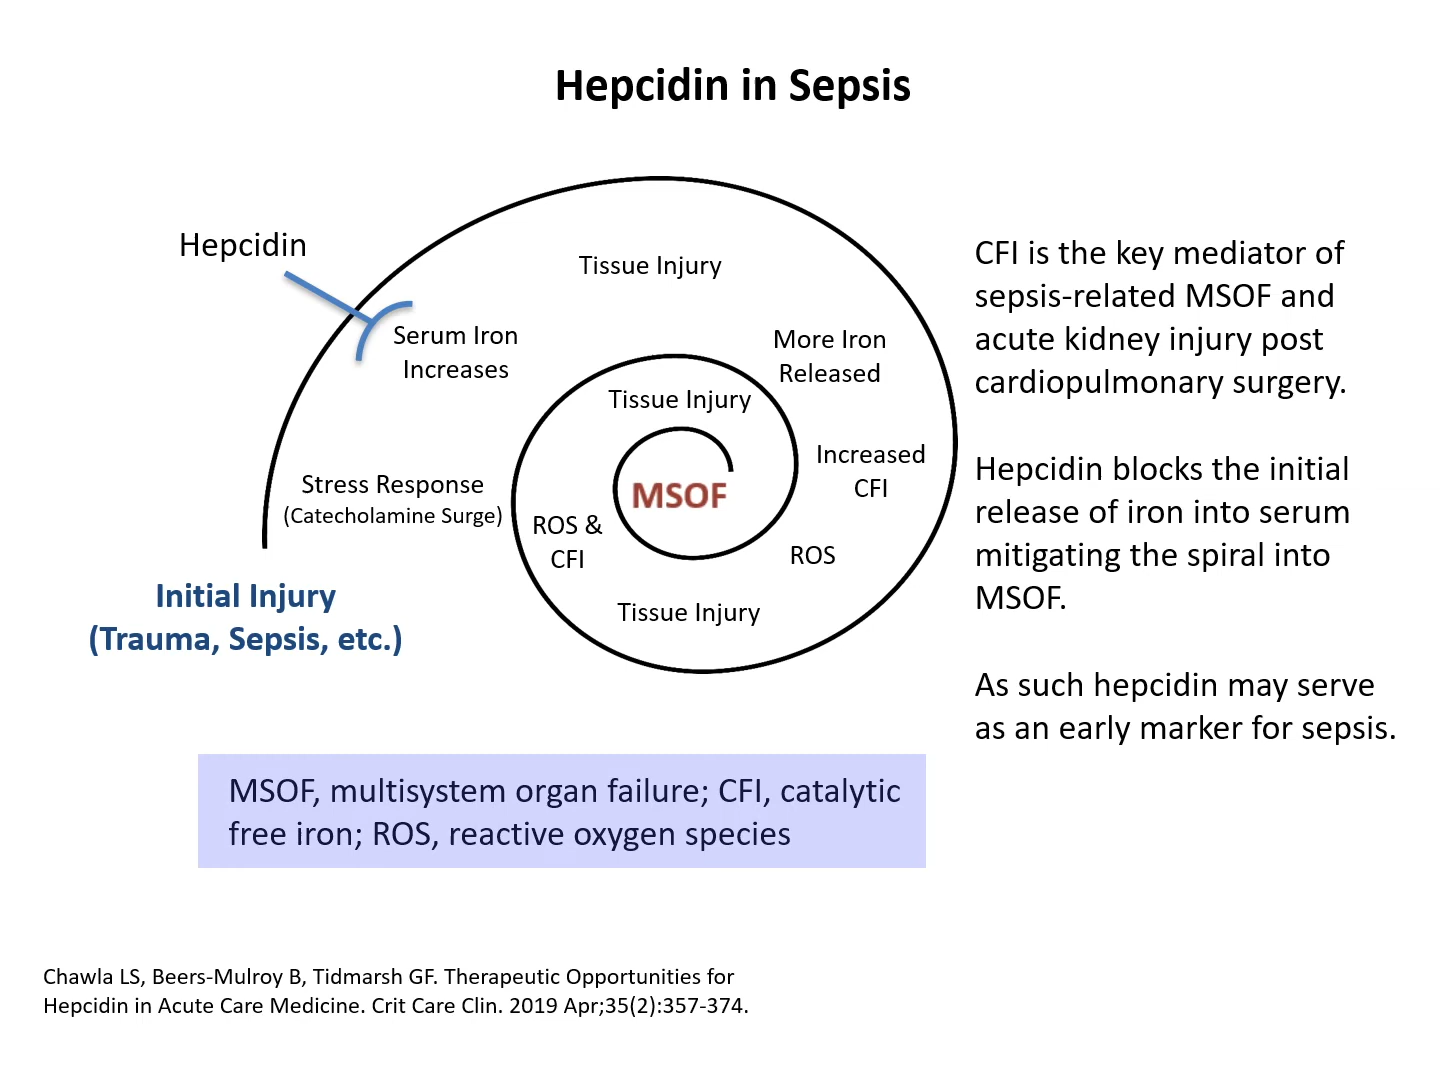 Hepcidin in Sepsis
Hepcidin
Tissue Injury
Serum Iron
Increases
More Iron
Released
Tissue Injury
Increased
CFI
Stress Response
(Catecholamine Surge)
MSOF
ROS &
CFI
ROS
Tissue Injury
Initial Injury
(Trauma, Sepsis, etc.)
CFI is the key mediator of
sepsis-related MSOF and
acute kidney injury post
cardiopulmonary surgery.
Hepcidin blocks the initial
release of iron into serum
mitigating the spiral into
MSOF.
As such hepcidin may serve
as an early marker for sepsis.
MSOF, multisystem organ failure; CFI, catalytic
free iron; ROS, reactive oxygen species
Chawla LS, Beers-Mulroy B, Tidmarsh GF. Therapeutic Opportunities for
Hepcidin in Acute Care Medicine. Crit Care Clin. 2019 Apr;35(2):357-374.